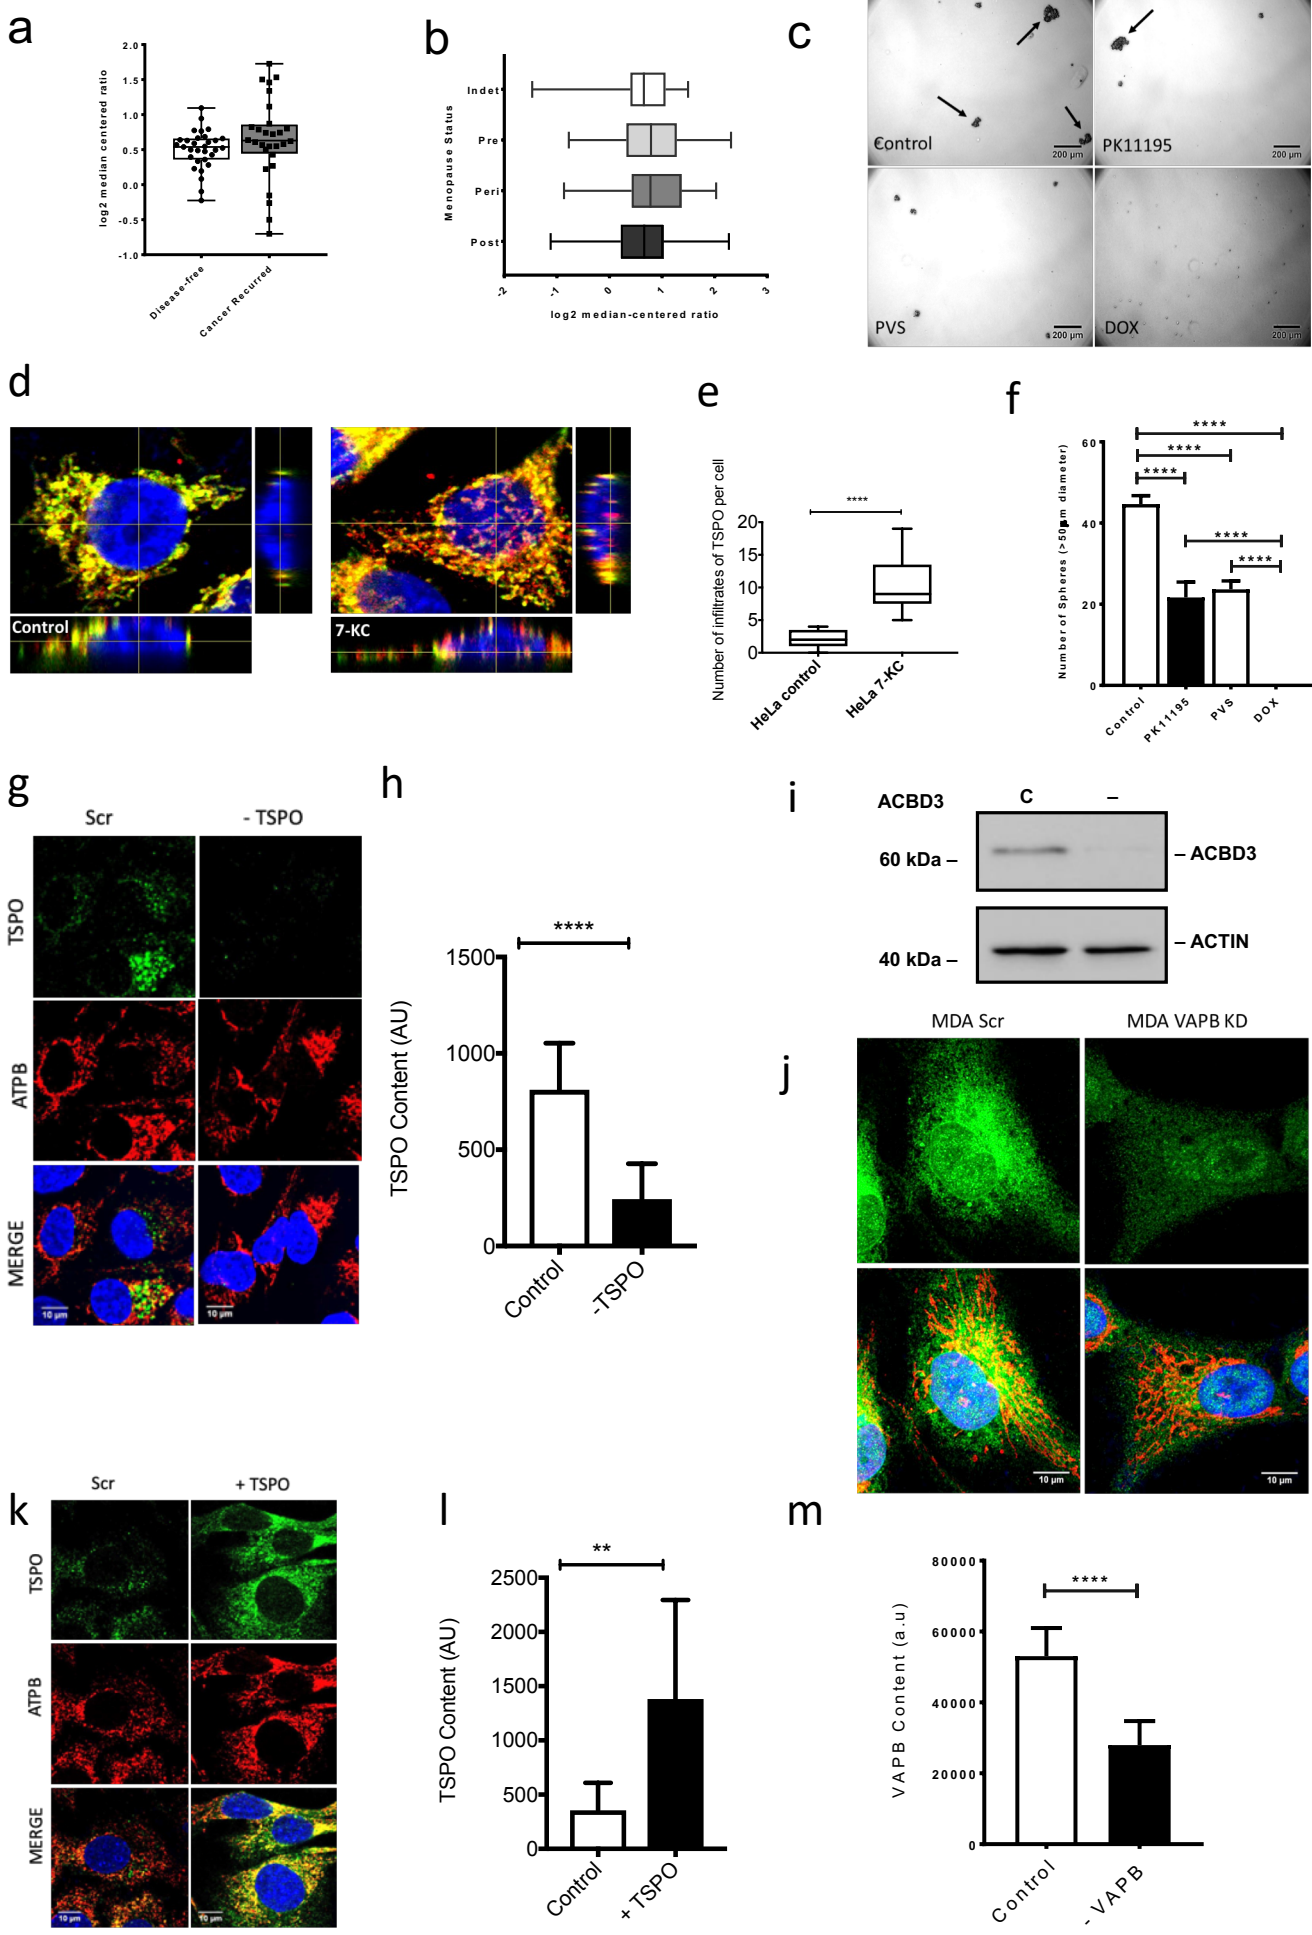 a
2.0
1.5
1.0
0.5
0.0
-0.5
-1.0
log2 median centered ratio
Disease-free
Cancer Recurred
b
Menopause Status
Indet
Pre
Peri
Post
-2
-1
0
1
2
3
log2 median-centered ratio
c
Control
200 μm
PK11195
200 μm
PVS
200 μm
DOX
200 μm
d
Control
7-KC
e
Number of infiltrates of TSPO per cell
****
20
15
10
5
0
HeLa control
HeLa 7-KC
f
Number of Spheres (>50μm diameter)
****
****
****
****
****
60
40
20
0
Control
PK11195
PVS
DOX
g
Scr
- TSPO
TSPO
ATPB
MERGE
10 μm
10 μm
h
****
TSPO Content (AU)
1500
1000
500
0
Control
-TSPO
i
ACBD3
C
–
60 kDa –
– ACBD3
40 kDa –
– ACTIN
j
MDA Scr
MDA VAPB KD
10 μm
10 μm
k
Scr
+ TSPO
TSPO
ATPB
MERGE
10 μm
10 μm
l
**
TSPO Content (AU)
2500
2000
1500
1000
500
0
Control
+ TSPO
m
****
VAPB Content (a.u)
80000
60000
40000
20000
0
Control
- VAPB